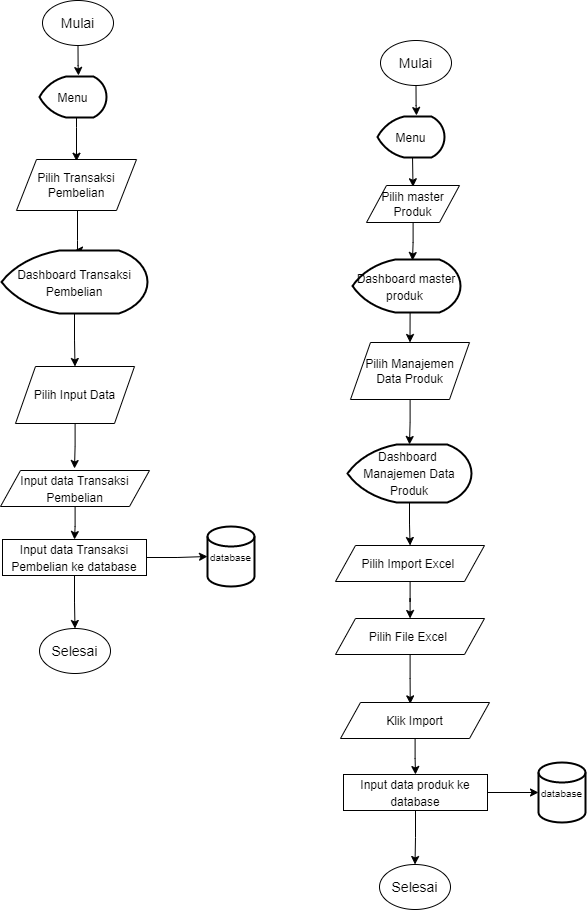 Mulai
Menu
Pilih Transaksi
Pembelian
Dashboard Transaksi
Pembelian
Pilih Input Data
Input data Transaksi
Pembelian
Input data Transaksi
Pembelian ke database
database
Selesai
Mulai
Menu
Pilih master
Produk
Dashboard master
produk
Pilih Manajemen
Data Produk
Dashboard
Manajemen Data
Produk
Pilih Import Excel
Pilih File Excel
Klik Import
Input data produk ke
database
database
Selesai